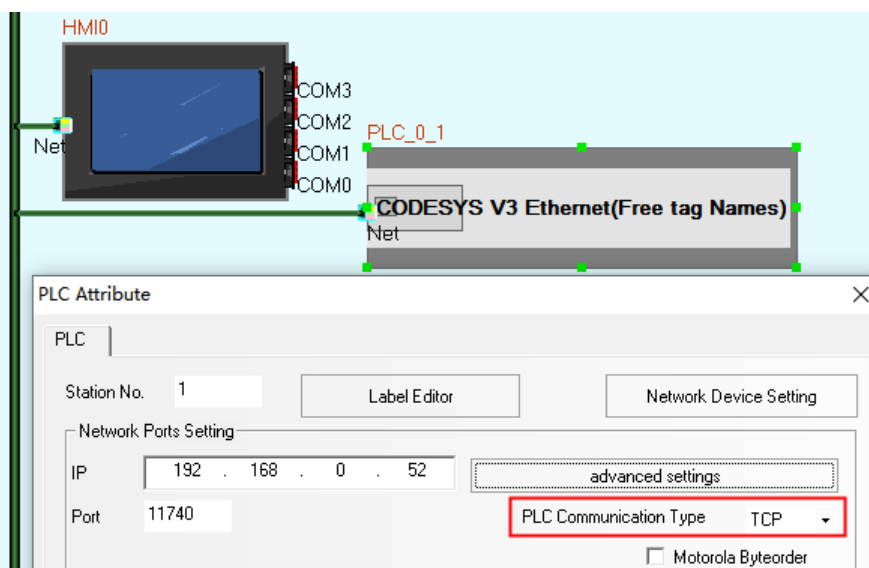 HMI0
COM3
COM2
COM1
COM0
Net
PLC_0_1
CODESYS V3 Ethernet(Free tag Names)
Net
PLC Attribute
PLC
Station No. 1 Label Editor Network Device Setting
Network Ports Setting
IP 192 . 168 . 0 . 52 advanced settings
Port 11740 PLC Communication Type TCP
Motorola Byteorder